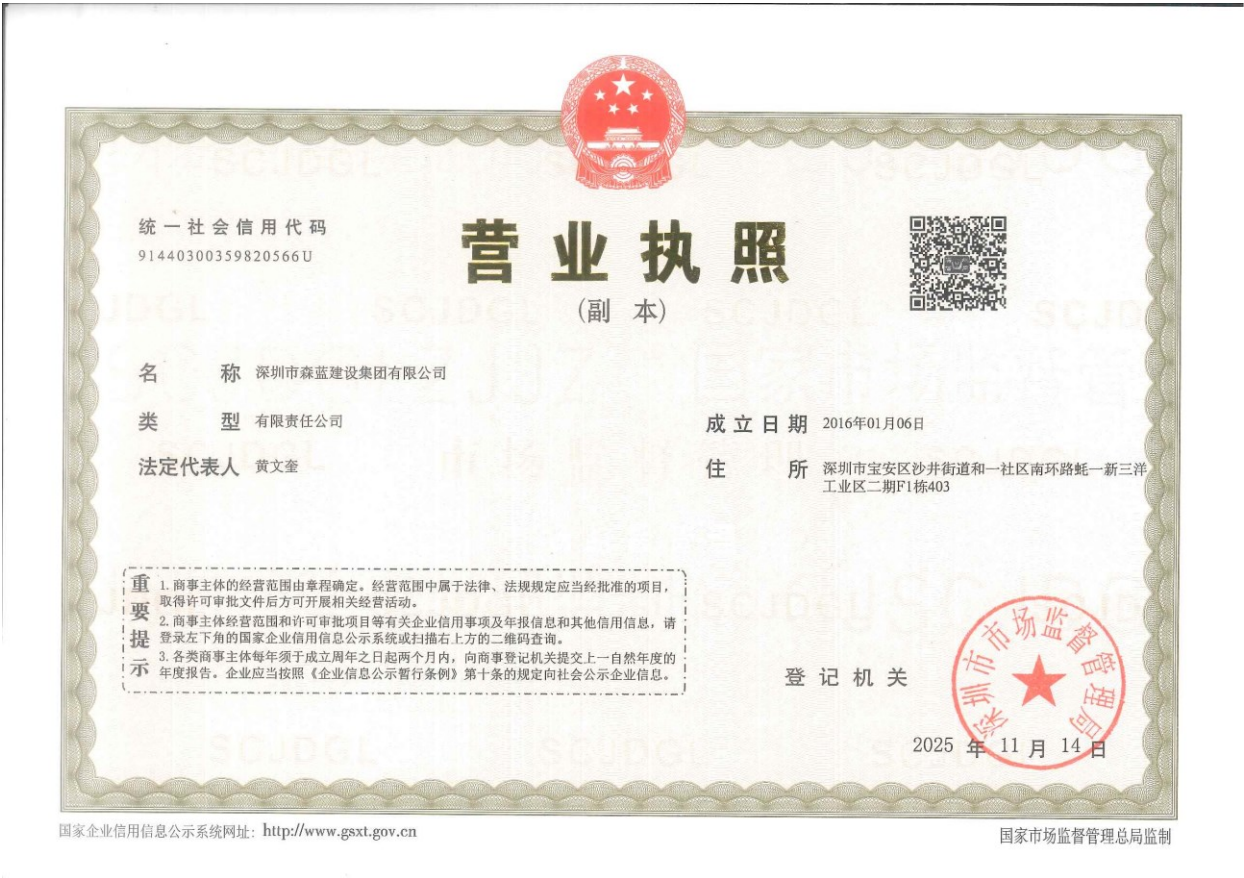 统一社会信用代码
91440300359820566U
营业执照
(副 本)
名 称 深圳市森蓝建设集团有限公司
类 型 有限责任公司
法定代表人 黄文奎
成立日期 2016年01月06日
住 所 深圳市宝安区沙井街道和一社区南环路蚝一新三洋
工业区二期F1栋403
重要提示
1. 商事主体的经营范围由章程确定。经营范围中属于法律、法规规定应当经批准的项目,
取得许可审批文件后方可开展相关经营活动。
2. 商事主体经营范围和许可审批项目等有关企业信用事项及年报信息和其他信用信息,请
登录左下角的国家企业信用信息公示系统或扫描右上方的二维码查询。
3. 各类商事主体每年须于成立周年之日起两个月内,向商事登记机关提交上一自然年度的
年度报告。企业应当按照《企业信息公示暂行条例》第十条的规定向社会公示企业信息。
登记机关
深圳市市场监督管理局
2025 年 11 月 14 日
国家企业信用信息公示系统网址:http://www.gsxt.gov.cn
国家市场监督管理总局监制